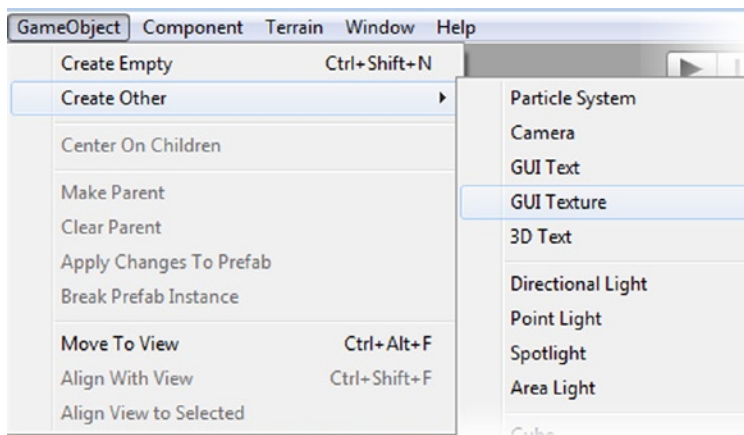 GameObject Component Terrain Window Help
Create Empty Ctrl+Shift+N
Create Other
Center On Children
Make Parent
Clear Parent
Apply Changes To Prefab
Break Prefab Instance
Move To View Ctrl+Alt+F
Align With View Ctrl+Shift+F
Align View to Selected
Particle System
Camera
GUI Text
GUI Texture
3D Text
Directional Light
Point Light
Spotlight
Area Light